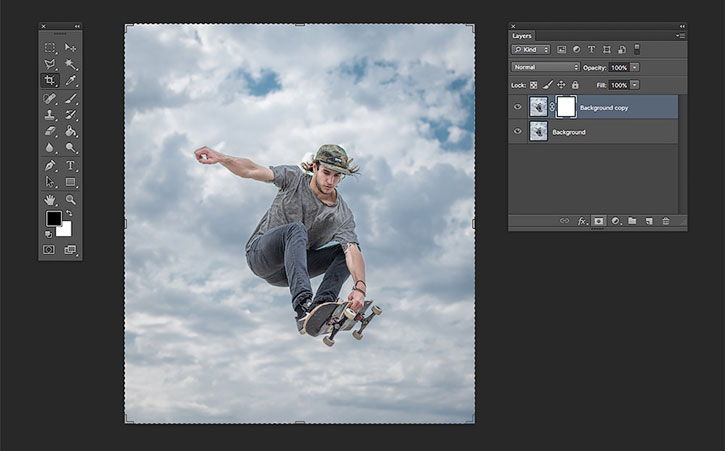 Layers
Kind
Normal Opacity: 100%
Lock: Fill: 100%
Background copy
Background